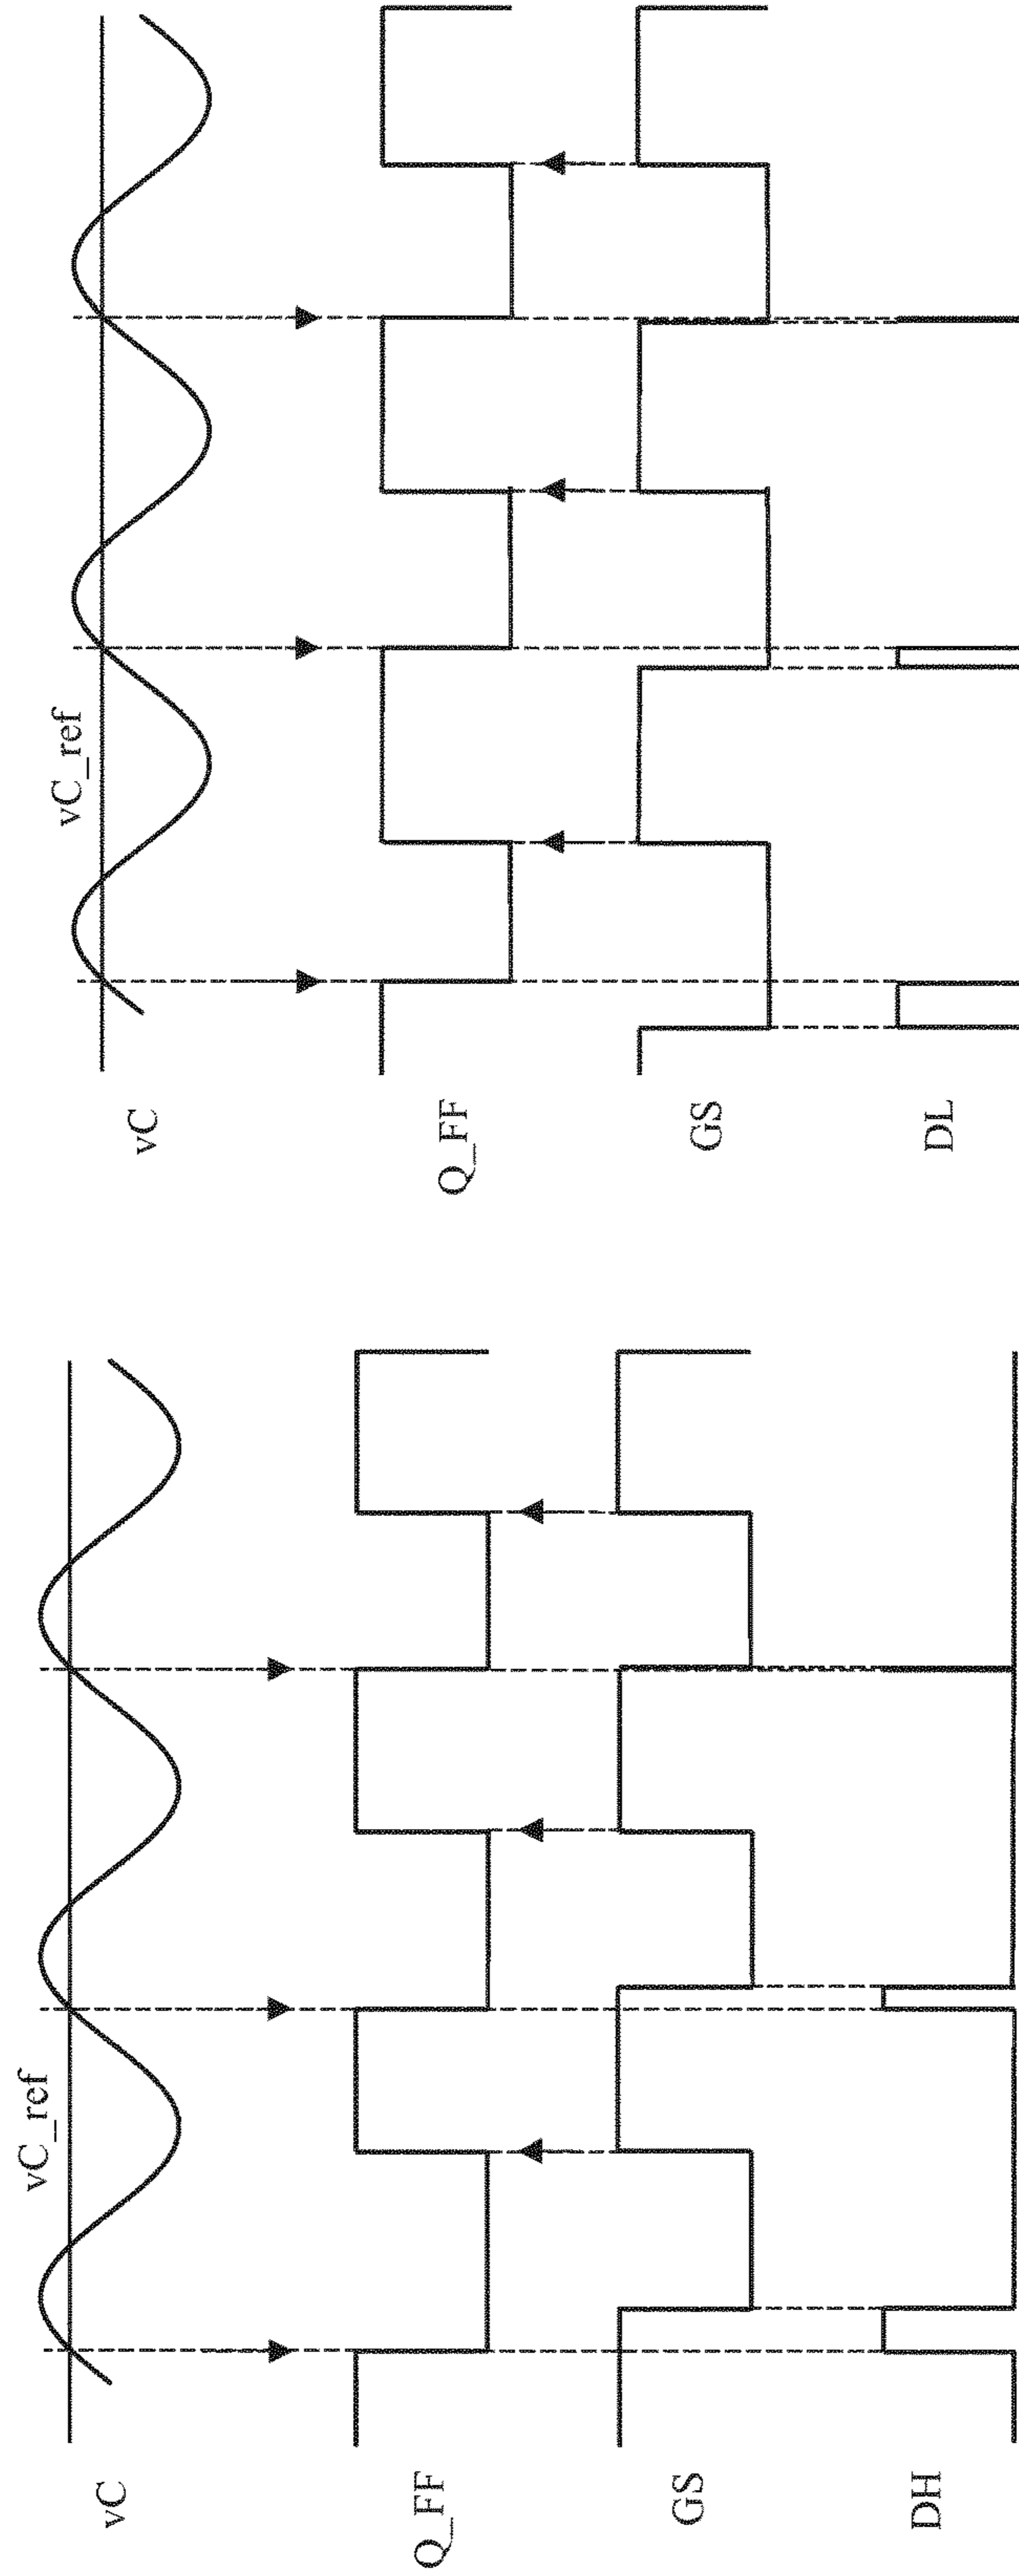 vC_ref
vC
Q_FF
GS
DH
vC_ref
vC
Q_FF
GS
DL